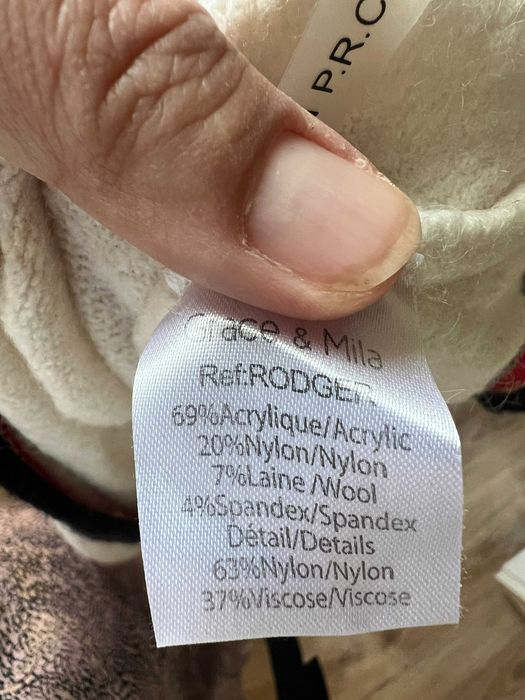 P.R.C
Grace & Mila
Ref:RODGER
69%Acrylique/Acrylic
20%Nylon/Nylon
7%Laine/Wool
4%Spandex/Spandex
Détail/Details
63%Nylon/Nylon
37%Viscose/Viscose